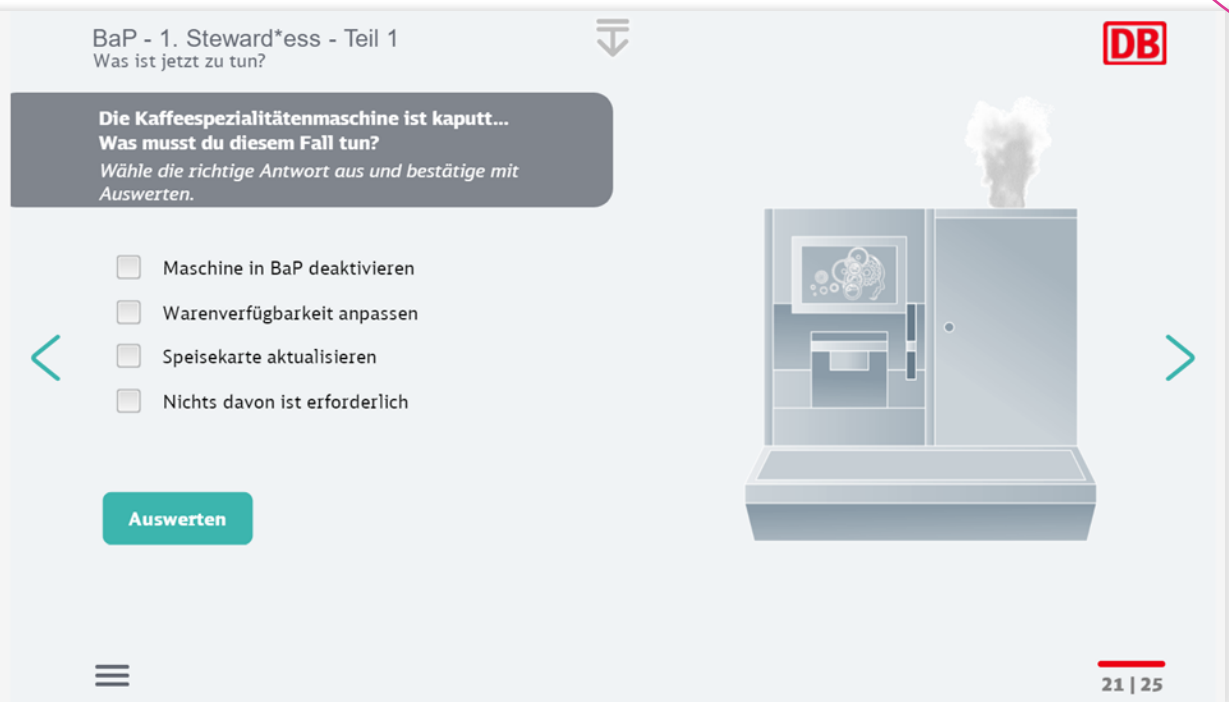 BaP - 1. Steward*ess - Teil 1
Was ist jetzt zu tun?
DB
Die Kaffeespezialitätenmaschine ist kaputt...
Was musst du diesem Fall tun?
Wähle die richtige Antwort aus und bestätige mit
Auswerten.
Maschine in BaP deaktivieren
Warenverfügbarkeit anpassen
Speisekarte aktualisieren
Nichts davon ist erforderlich
Auswerten
21 | 25